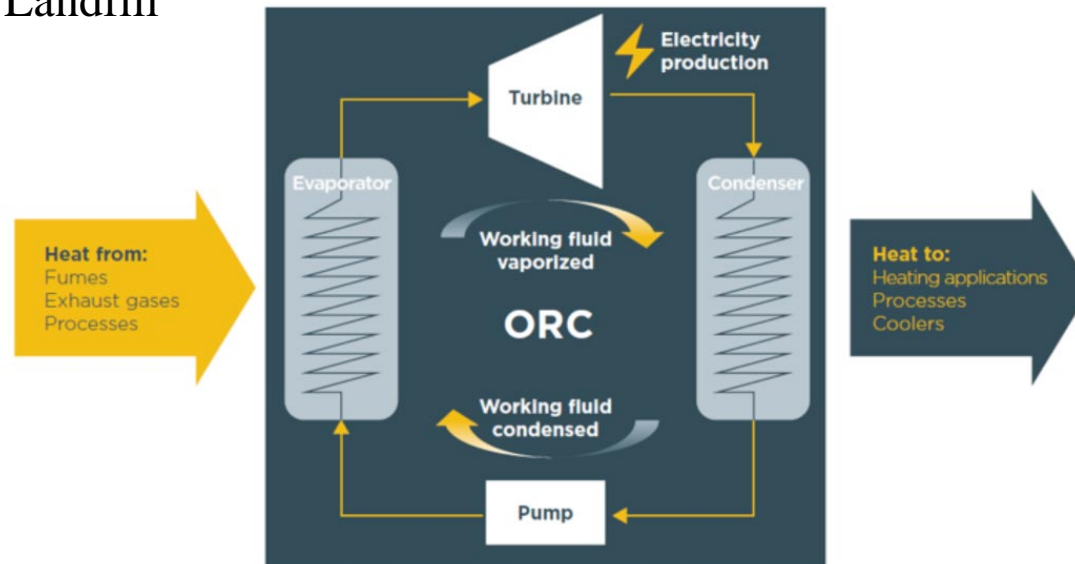 Landfill
Electricity
production
Turbine
Evaporator
Condenser
Heat from:
Fumes
Exhaust gases
Processes
Working fluid
vaporized
ORC
Heat to:
Heating applications
Processes
Coolers
Working fluid
condensed
Pump